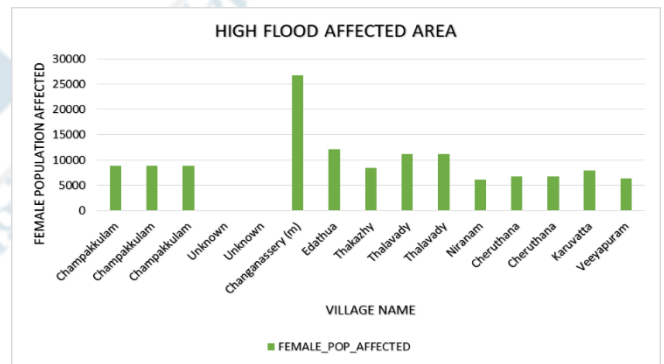 HIGH FLOOD AFFECTED AREA
FEMALE POPULATION AFFECTED
30000
25000
20000
15000
10000
5000
0
Champakkulam
Champakkulam
Champakkulam
Unknown
Unknown
Changanassery (m)
Edathua
Thakazhy
Thalavady
Thalavady
Niranam
Cheruthana
Cheruthana
Karuvatta
Veeyapuram
VILLAGE NAME
FEMALE_POP_AFFECTED